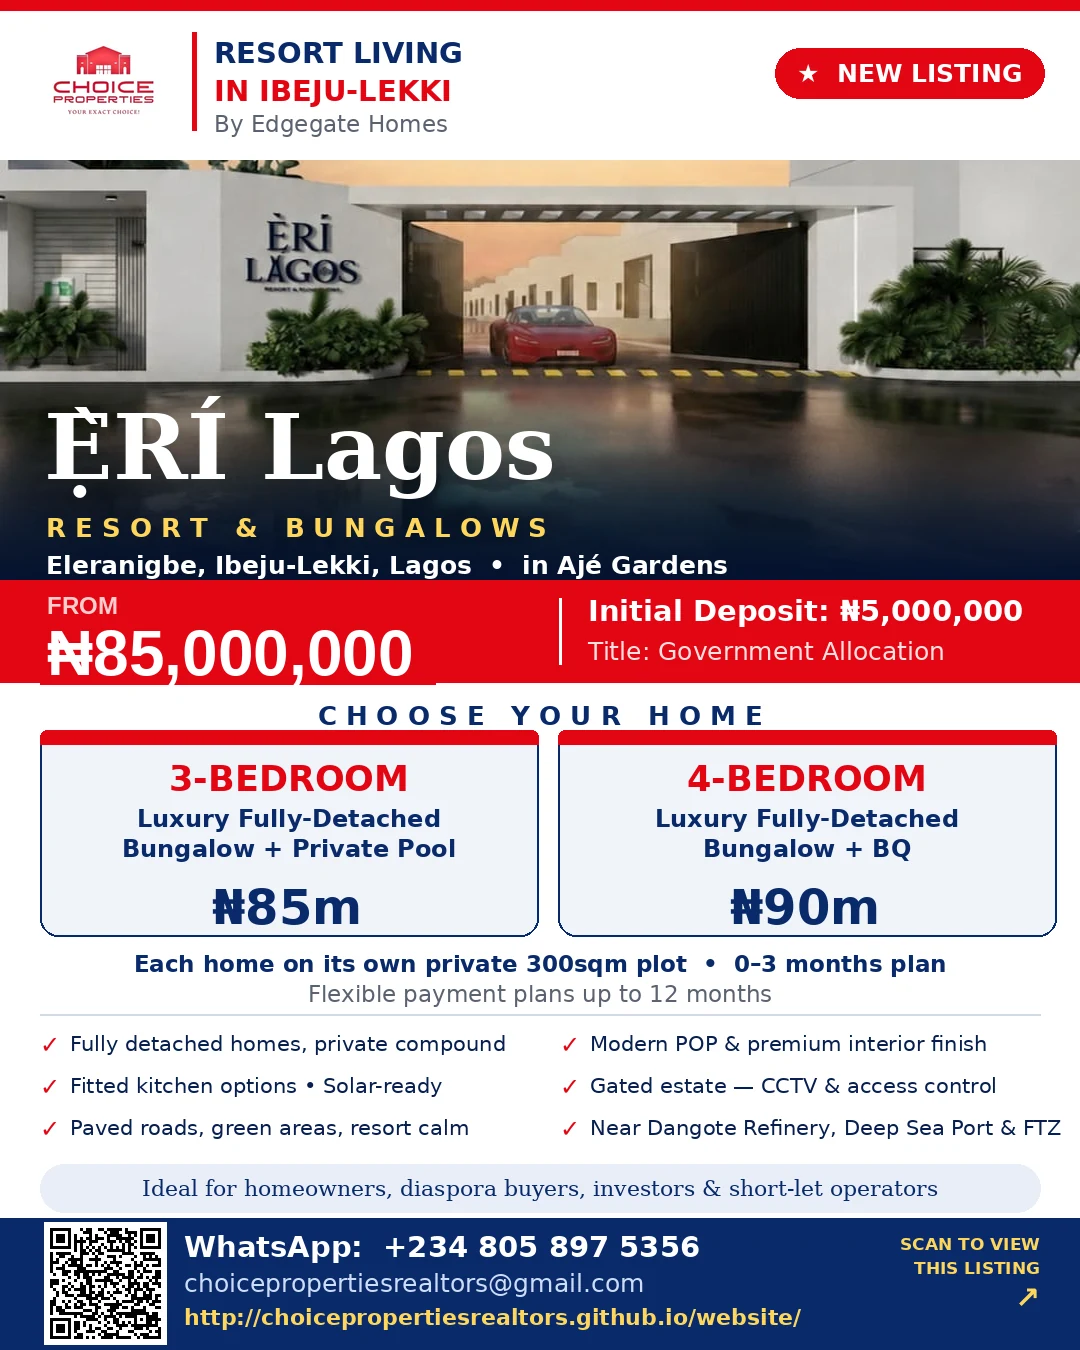 CHOICE
PROPERTIES
YOUR EXACT CHOICE!
RESORT LIVING
IN IBEJU-LEKKI
By Edgegate Homes
★ NEW LISTING
ÈRÍ
LAGOS
RESORT & BUNGALOWS
Ẹ̀RÍ Lagos
RESORT & BUNGALOWS
Eleranigbe, Ibeju-Lekki, Lagos • in Ajé Gardens
FROM
₦85,000,000
Initial Deposit: ₦5,000,000
Title: Government Allocation
CHOOSE YOUR HOME
3-BEDROOM
Luxury Fully-Detached
Bungalow + Private Pool
₦85m
4-BEDROOM
Luxury Fully-Detached
Bungalow + BQ
₦90m
Each home on its own private 300sqm plot • 0–3 months plan
Flexible payment plans up to 12 months
✓ Fully detached homes, private compound
✓ Modern POP & premium interior finish
✓ Fitted kitchen options • Solar-ready
✓ Gated estate — CCTV & access control
✓ Paved roads, green areas, resort calm
✓ Near Dangote Refinery, Deep Sea Port & FTZ
Ideal for homeowners, diaspora buyers, investors & short-let operators
WhatsApp: +234 805 897 5356
choicepropertiesrealtors@gmail.com
http://choicepropertiesrealtors.github.io/website/
SCAN TO VIEW
THIS LISTING
↗